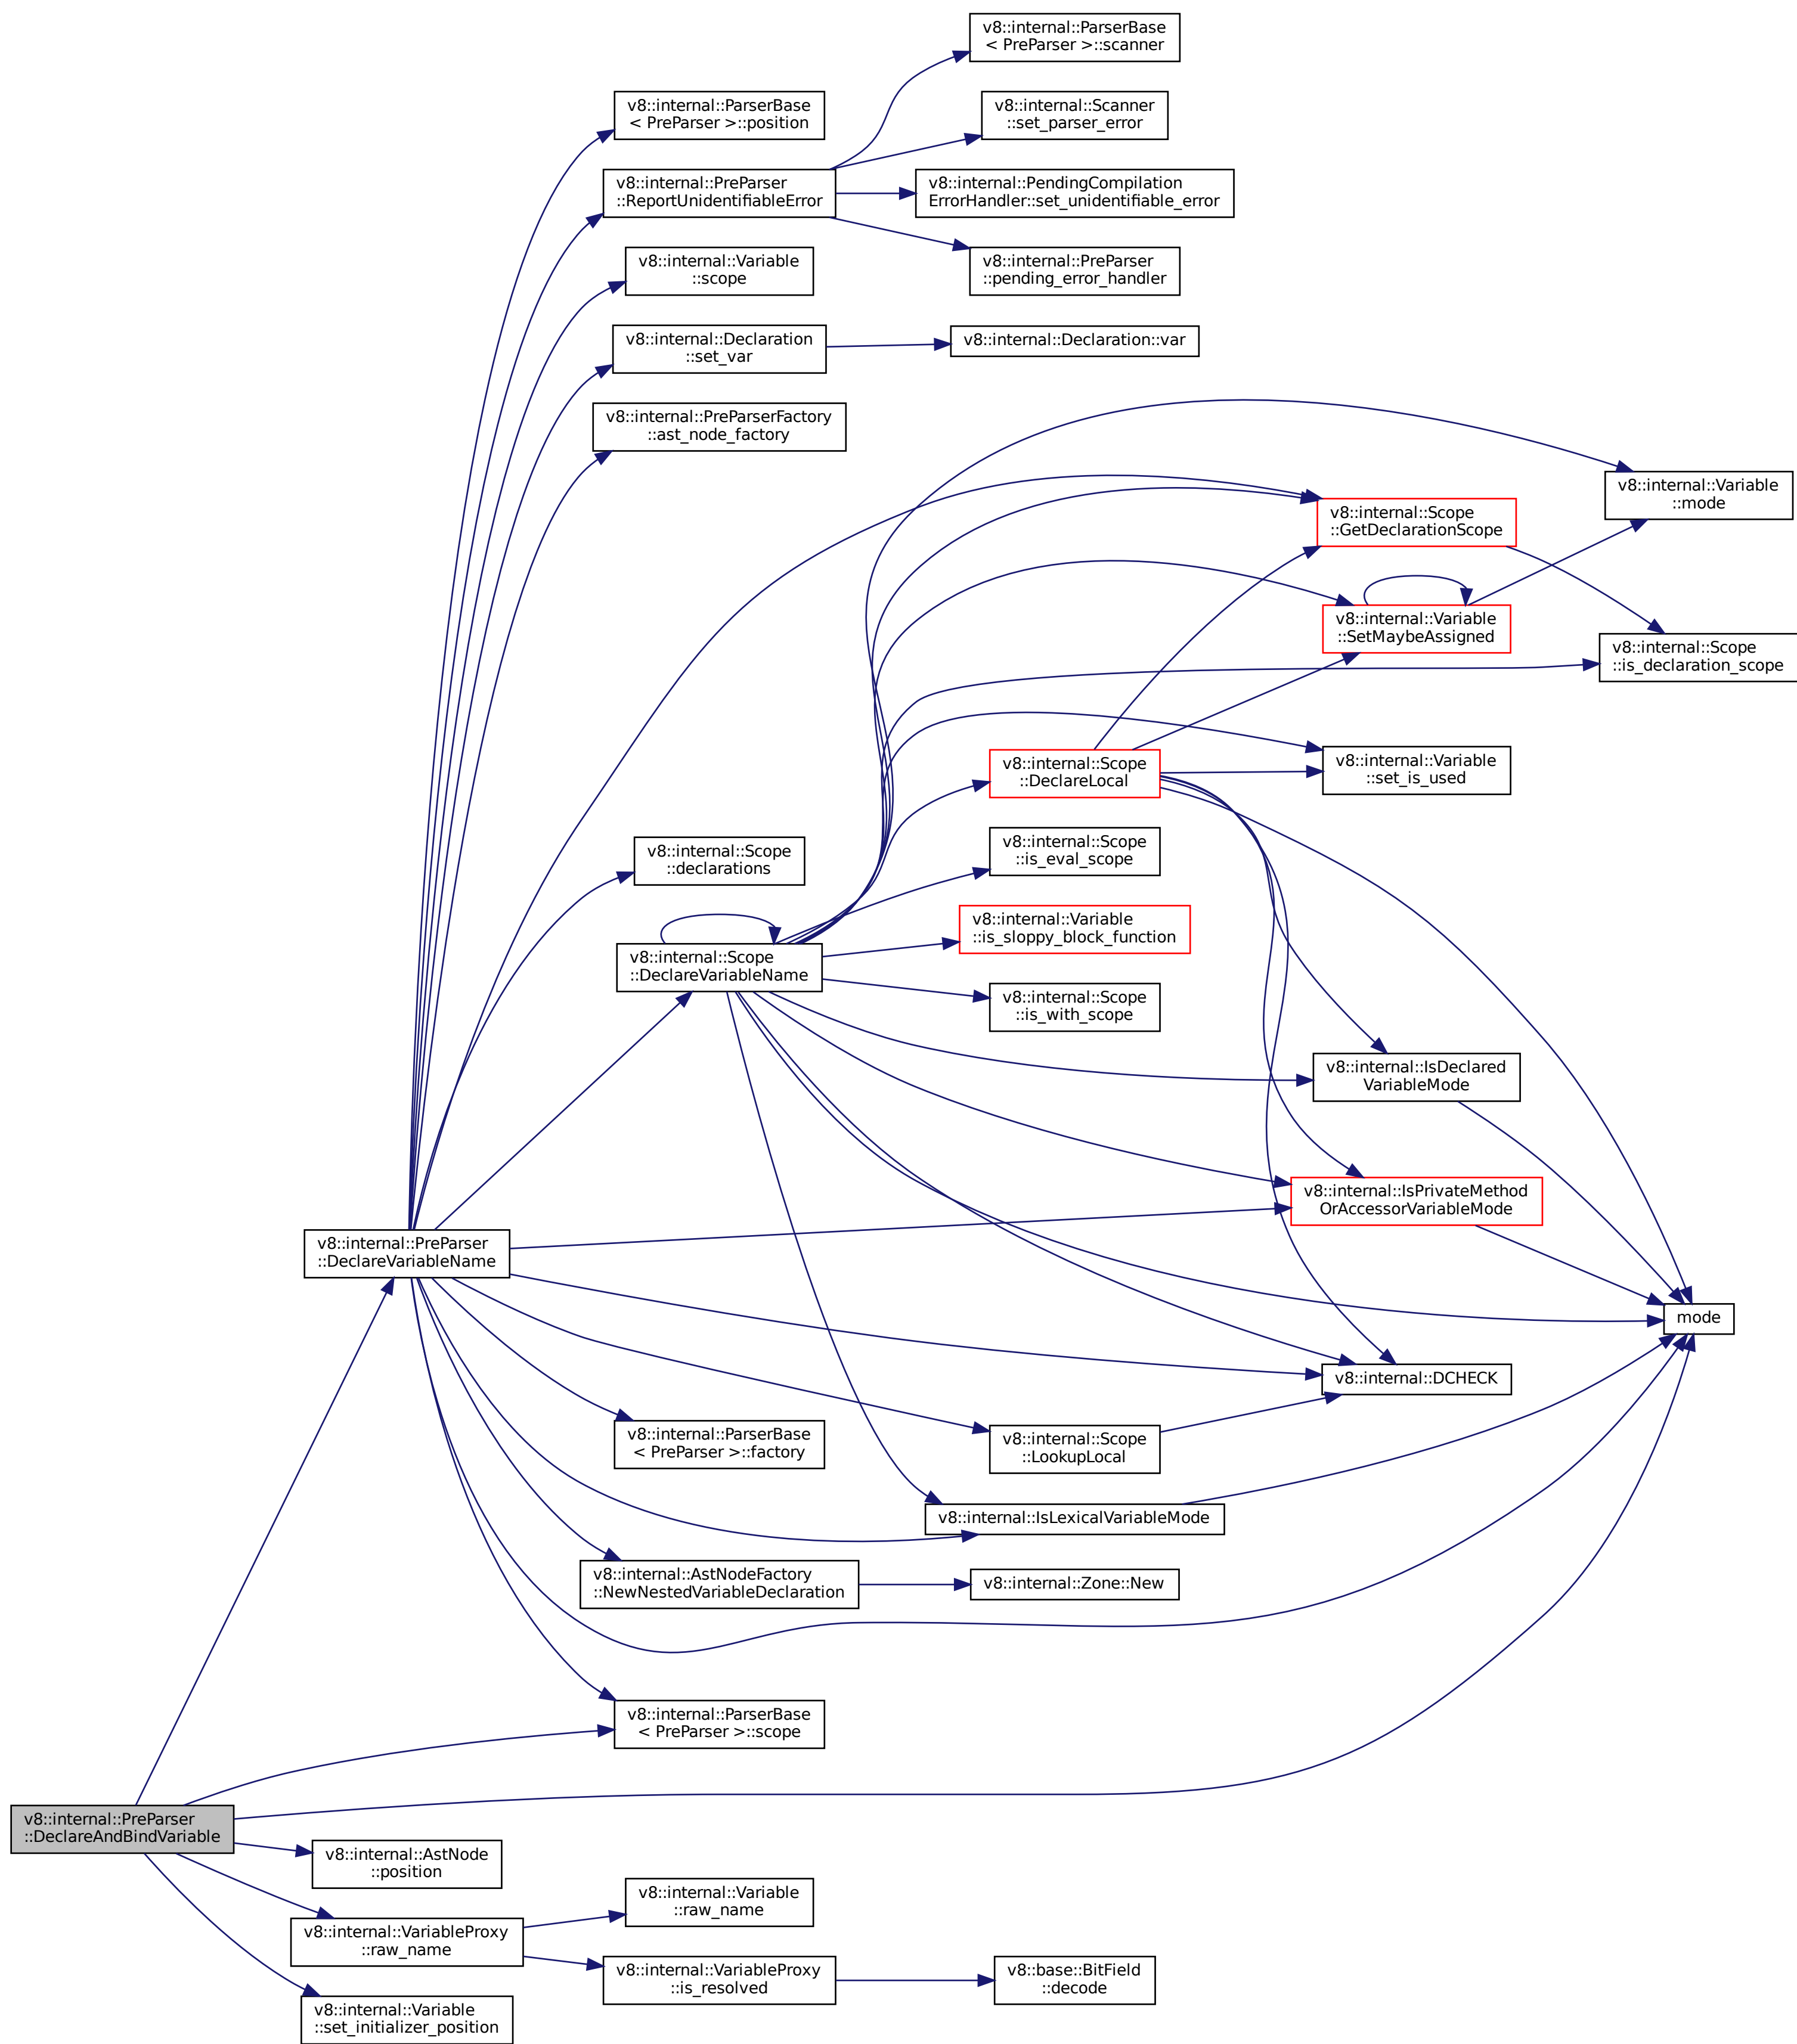 v8::internal::ParserBase
< PreParser >::scanner
v8::internal::ParserBase
< PreParser >::position
v8::internal::Scanner
::set_parser_error
v8::internal::PreParser
::ReportUnidentifiableError
v8::internal::PendingCompilation
ErrorHandler::set_unidentifiable_error
v8::internal::Variable
::scope
v8::internal::PreParser
::pending_error_handler
v8::internal::Declaration
::set_var
v8::internal::Declaration::var
v8::internal::PreParserFactory
::ast_node_factory
v8::internal::Variable
::mode
v8::internal::Scope
::GetDeclarationScope
v8::internal::Variable
::SetMaybeAssigned
v8::internal::Scope
::is_declaration_scope
v8::internal::Scope
::DeclareLocal
v8::internal::Variable
::set_is_used
v8::internal::Scope
::declarations
v8::internal::Scope
::is_eval_scope
v8::internal::Variable
::is_sloppy_block_function
v8::internal::Scope
::DeclareVariableName
v8::internal::Scope
::is_with_scope
v8::internal::IsDeclared
VariableMode
v8::internal::IsPrivateMethod
OrAccessorVariableMode
v8::internal::PreParser
::DeclareVariableName
mode
v8::internal::DCHECK
v8::internal::ParserBase
< PreParser >::factory
v8::internal::Scope
::LookupLocal
v8::internal::IsLexicalVariableMode
v8::internal::AstNodeFactory
::NewNestedVariableDeclaration
v8::internal::Zone::New
v8::internal::ParserBase
< PreParser >::scope
v8::internal::PreParser
::DeclareAndBindVariable
v8::internal::AstNode
::position
v8::internal::Variable
::raw_name
v8::internal::VariableProxy
::raw_name
v8::internal::VariableProxy
::is_resolved
v8::base::BitField
::decode
v8::internal::Variable
::set_initializer_position